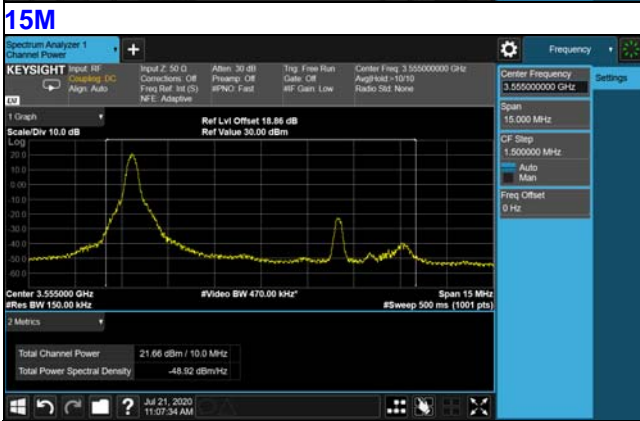 15M
Spectrum Analyzer 1
Channel Power
Frequency
KEYSIGHT
Input: RF
Coupling: DC
Align: Auto
Input Z: 50 Ω
Corrections: Off
Freq Ref: Int (S)
NFE: Adaptive
Atten: 30 dB
Preamp: Off
#PNO: Fast
Trig: Free Run
Gate: Off
#IF Gain: Low
Center Freq: 3.555000000 GHz
Avg|Hold:>10/10
Radio Std: None
Center Frequency
3.555000000 GHz
Settings
Span
15.000 MHz
CF Step
1.500000 MHz
Auto
Man
Freq Offset
0 Hz
1 Graph
Scale/Div 10.0 dB
Ref Lvl Offset 18.86 dB
Ref Value 30.00 dBm
Log
20.0
10.0
0.00
-10.0
-20.0
-30.0
-40.0
-50.0
-60.0
Center 3.555000 GHz
#Video BW 470.00 kHz*
Span 15 MHz
#Res BW 150.00 kHz
#Sweep 500 ms (1001 pts)
2 Metrics
Total Channel Power 21.66 dBm / 10.0 MHz
Total Power Spectral Density -48.92 dBm/Hz
Jul 21, 2020
11:07:34 AM